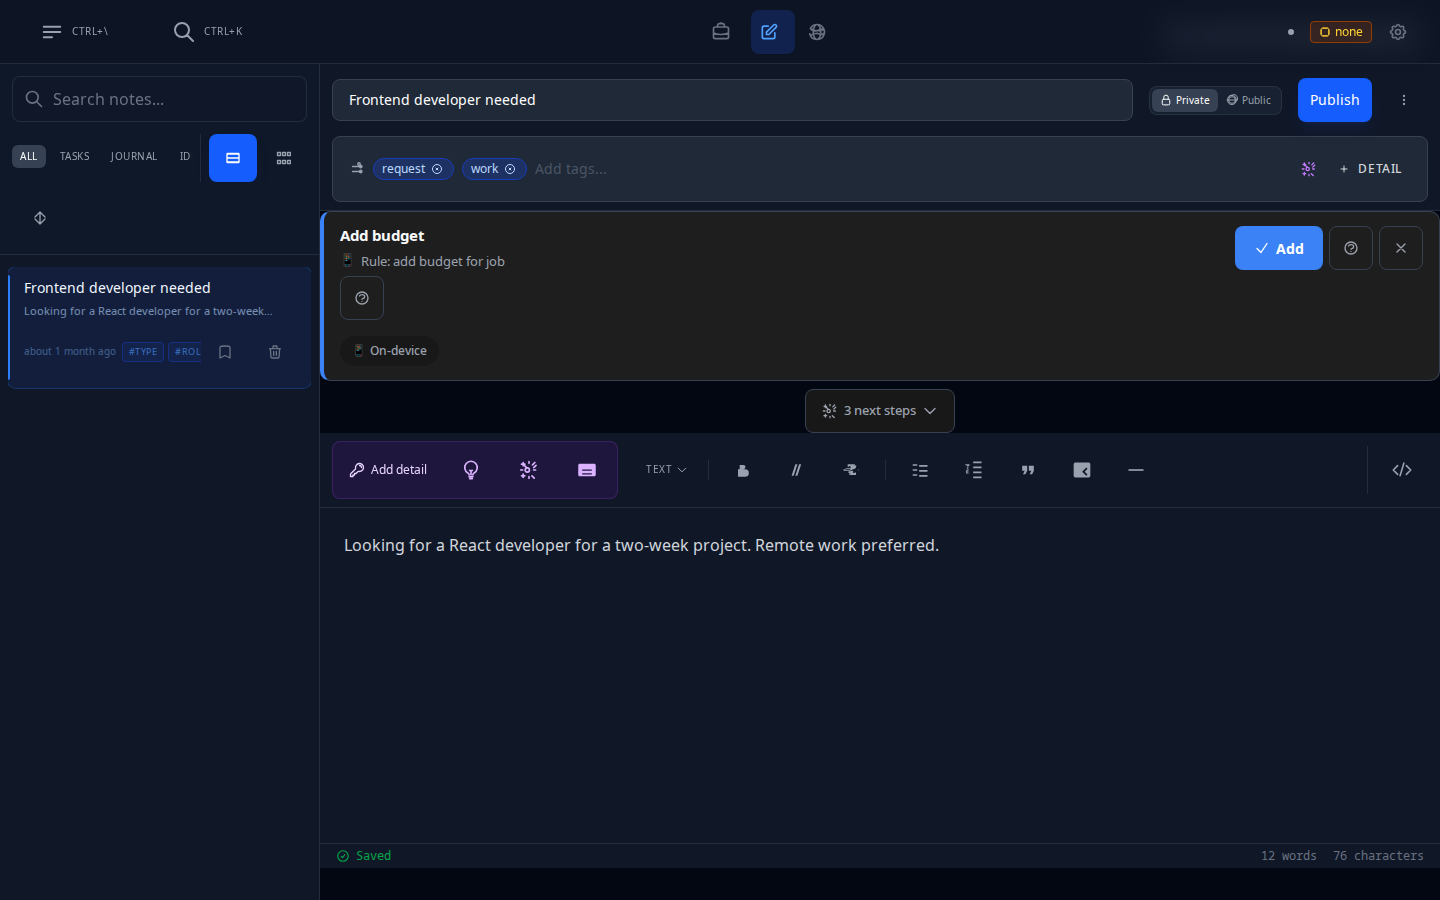 CTRL+\
CTRL+K
none
Search notes...
ALL TASKS JOURNAL ID
Frontend developer needed
Looking for a React developer for a two-week...
about 1 month ago #TYPE #ROL
Frontend developer needed
Private Public
Publish
request work Add tags...
+ DETAIL
Add budget
Rule: add budget for job
Add
On-device
3 next steps
Add detail
TEXT
Looking for a React developer for a two-week project. Remote work preferred.
Saved
12 words 76 characters